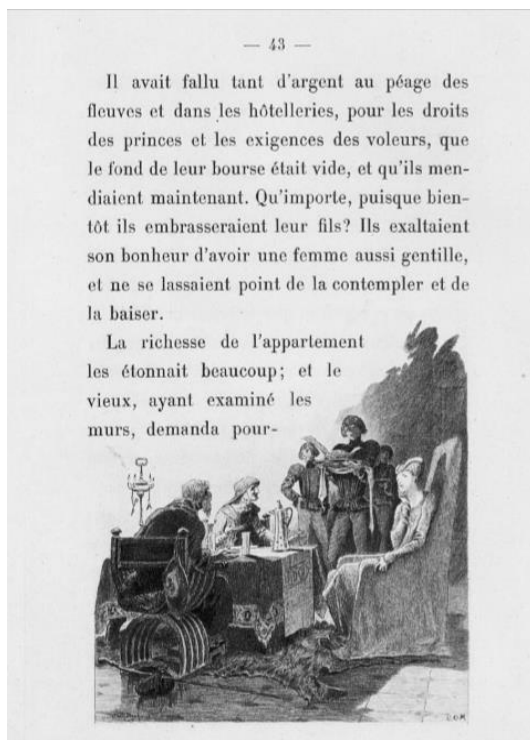 — 43 —
Il avait fallu tant d'argent au péage des
fleuves et dans les hôtelleries, pour les droits
des princes et les exigences des voleurs, que
le fond de leur bourse était vide, et qu'ils men-
diaient maintenant. Qu'importe, puisque bien-
tôt ils embrasseraient leur fils? Ils exaltaient
son bonheur d'avoir une femme aussi gentille,
et ne se lassaient point de la contempler et de
la baiser.
La richesse de l'appartement
les étonnait beaucoup; et le
vieux, ayant examiné les
murs, demanda pour-